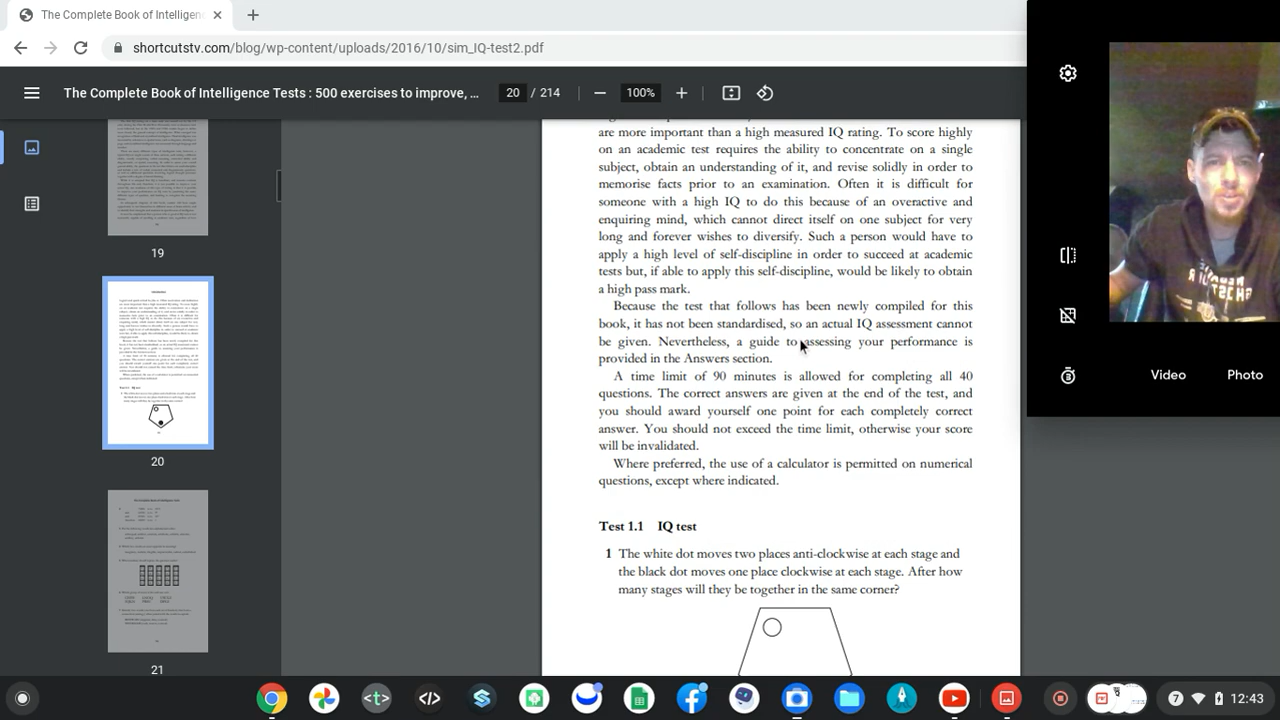 The Complete Book of Intelligen
shortcutstv.com/blog/wp-content/uploads/2016/10/sim_IQ-test2.pdf
The Complete Book of Intelligence Tests : 500 exercises to improve, ...
20 / 214
100%
19
20
21
more important than a high measured IQ rating. To score highly
on an academic test requires the ability to concentrate on a single
subject, obtain an understanding of it, and revise solidly in order to
memorise facts prior to an examination. Often it is difficult for
someone with a high IQ to do this because of an overactive and
enquiring mind, which cannot direct itself on one subject for very
long and forever wishes to diversify. Such a person would have to
apply a high level of self-discipline in order to succeed at academic
tests but, if able to apply this self-discipline, would be likely to obtain
a high pass mark.
Because the test that follows has been newly compiled for this
book, it has not been standardised, so an actual IQ assessment cannot
be given. Nevertheless, a guide to assessing your performance is
provided in the Answers section.
A time limit of 90 minutes is allowed for completing all 40
questions. The correct answers are given at the end of the test, and
you should award yourself one point for each completely correct
answer. You should not exceed the time limit, otherwise your score
will be invalidated.
Where preferred, the use of a calculator is permitted on numerical
questions, except where indicated.
Test 1.1 IQ test
1 The white dot moves two places anti-clockwise at each stage and
the black dot moves one place clockwise at each stage. After how
many stages will they be together in the same corner?
Video
Photo
7
12:43